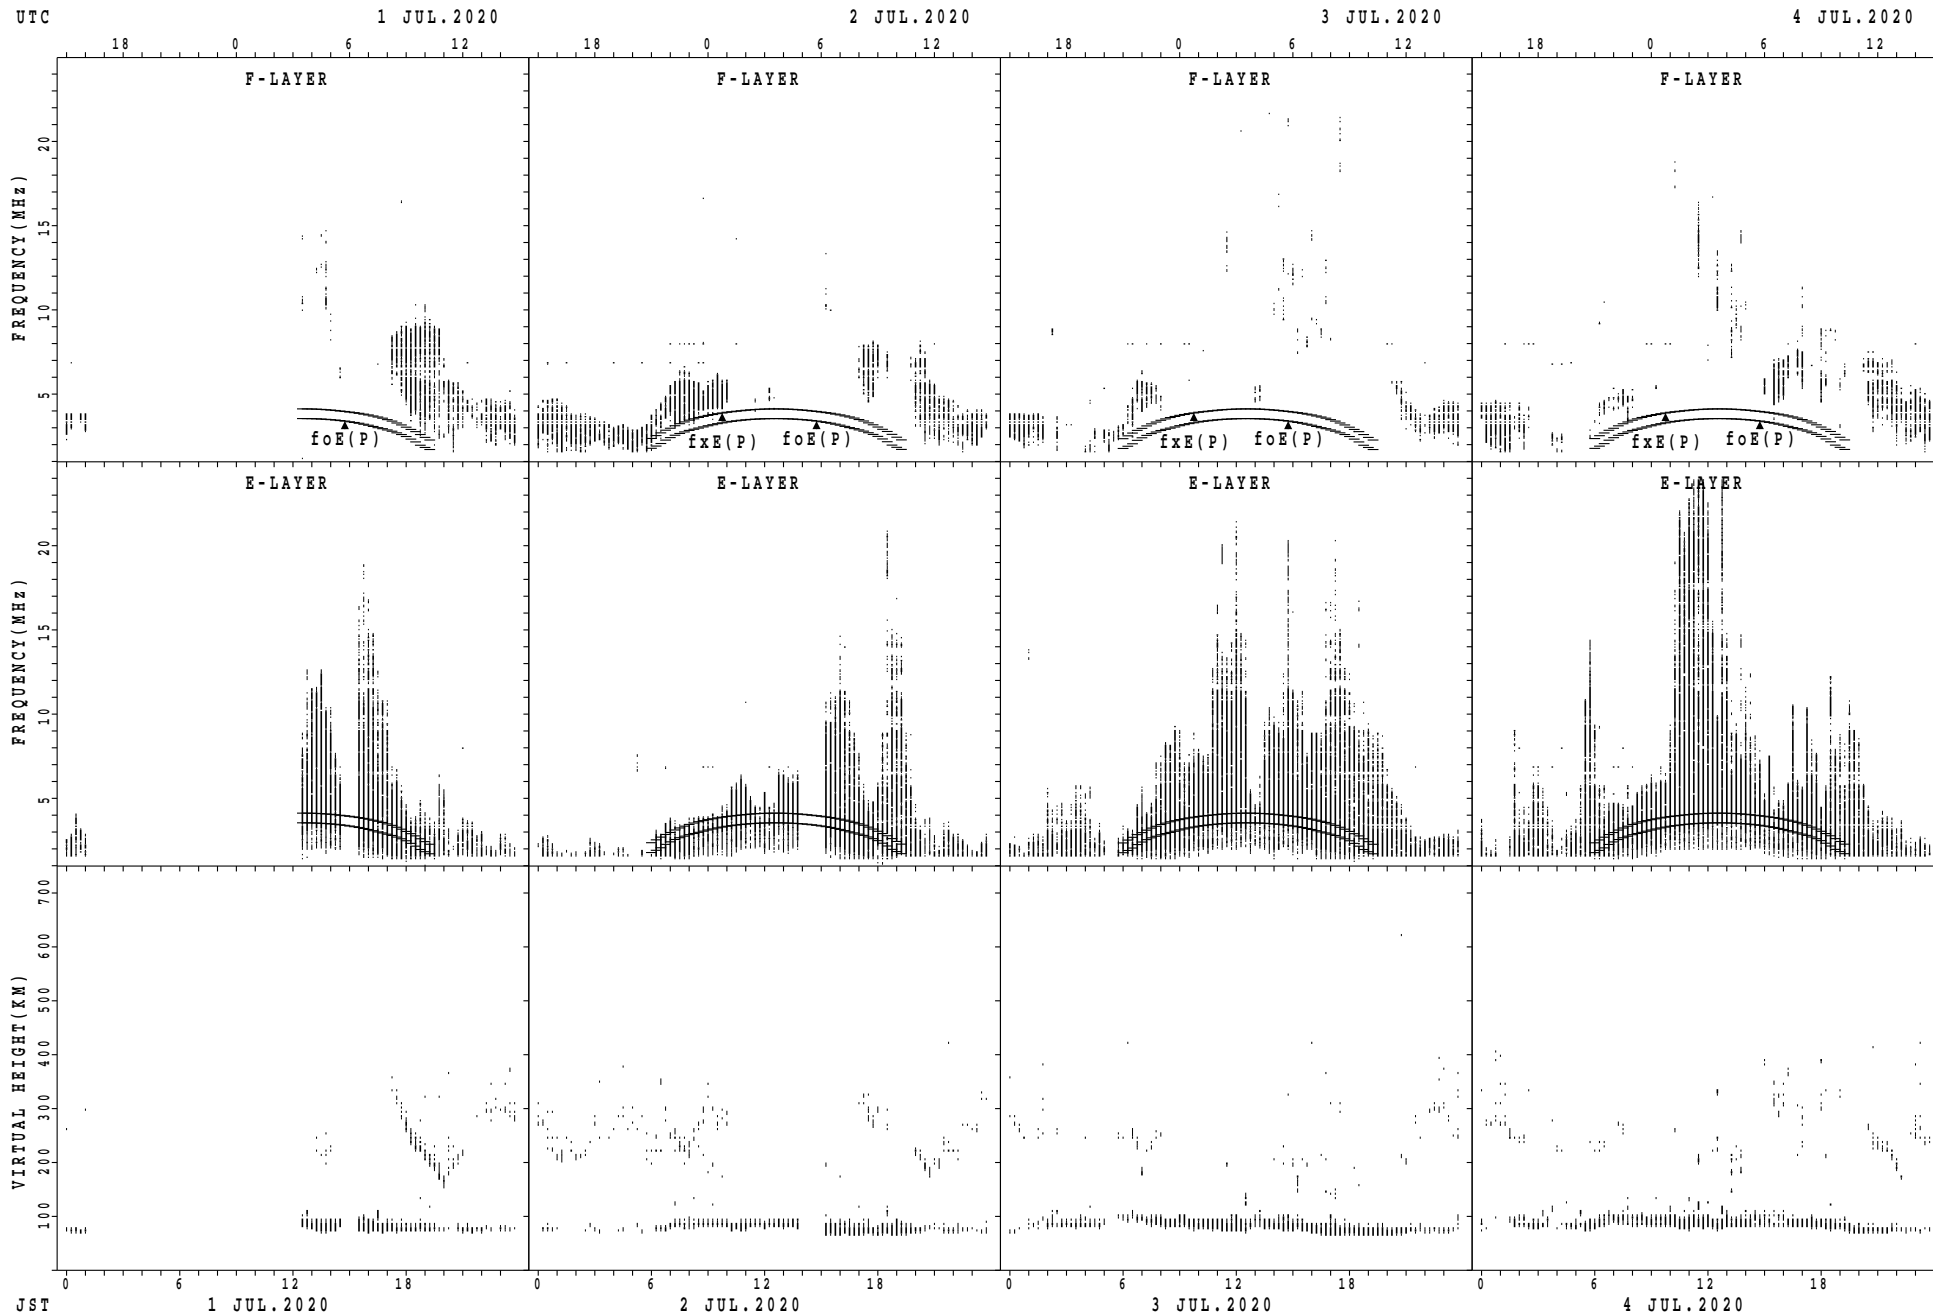 UTC 1 JUL.2020 2 JUL.2020 3 JUL.2020 4 JUL.2020
18 0 6 12 18 0 6 12 18 0 6 12 18 0 6 12
F-LAYER F-LAYER F-LAYER F-LAYER
FREQUENCY(MHz)
20
15
10
5
foE(P) fxE(P) foE(P) fxE(P) foE(P) fxE(P) foE(P)
E-LAYER E-LAYER E-LAYER E-LAYER
FREQUENCY(MHz)
20
15
10
5
VIRTUAL HEIGHT(KM)
700
600
500
400
300
200
100
0 6 12 18 0 6 12 18 0 6 12 18 0 6 12 18
JST 1 JUL.2020 2 JUL.2020 3 JUL.2020 4 JUL.2020